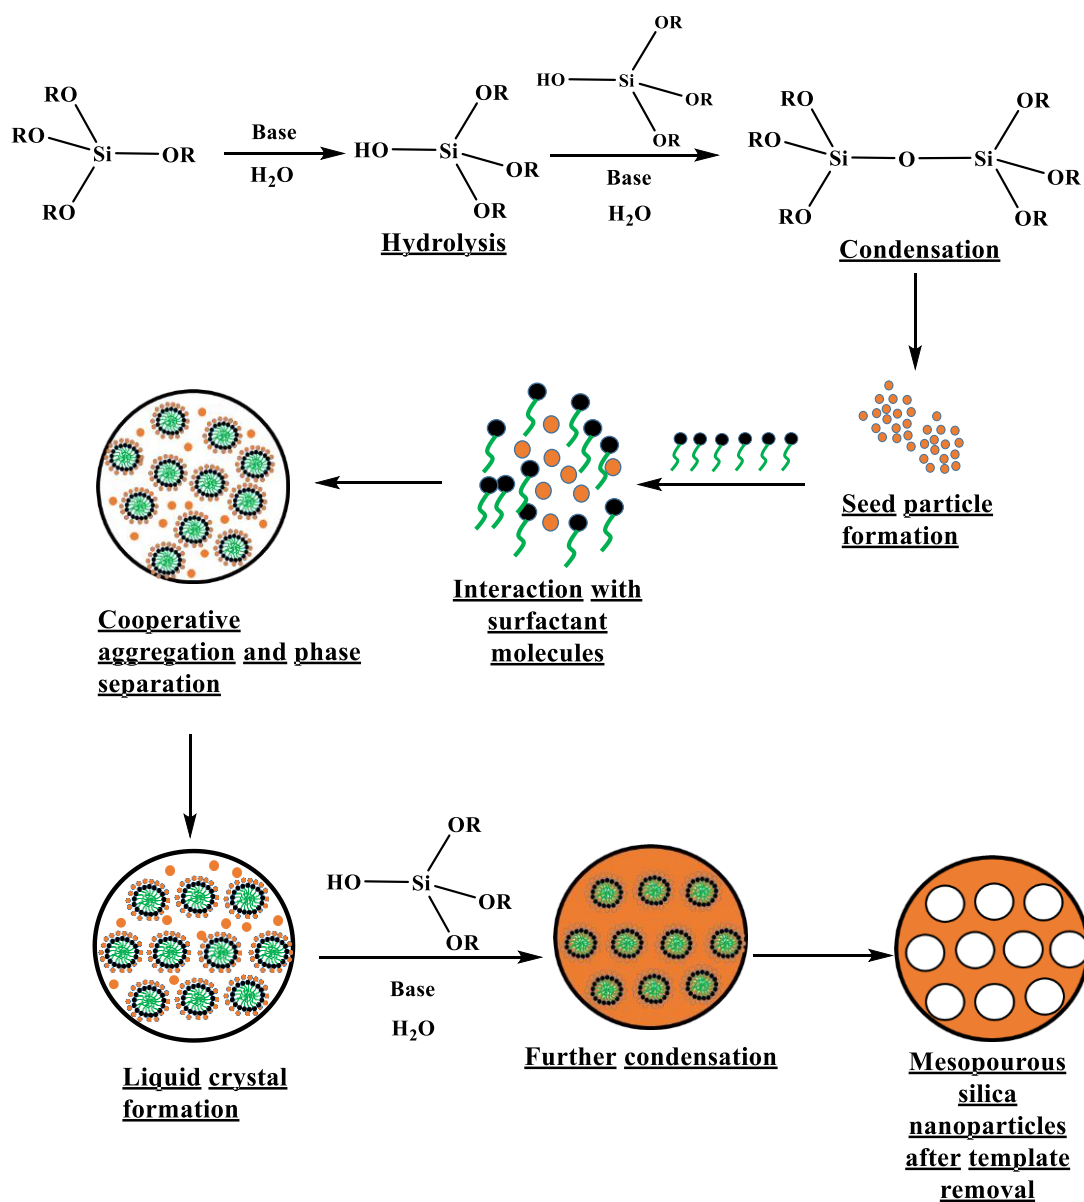 RO
RO
Si
OR
RO
Base
H₂O
OR
HO
Si
OR
OR
Hydrolysis
OR
HO
Si
OR
OR
Base
H₂O
RO
RO
Si
O
Si
OR
OR
RO
OR
Condensation
Seed particle
formation
Interaction with
surfactant
molecules
Cooperative
aggregation and phase
separation
Liquid crystal
formation
OR
HO
Si
OR
OR
Base
H₂O
Further condensation
Mesopourous
silica
nanoparticles
after template
removal